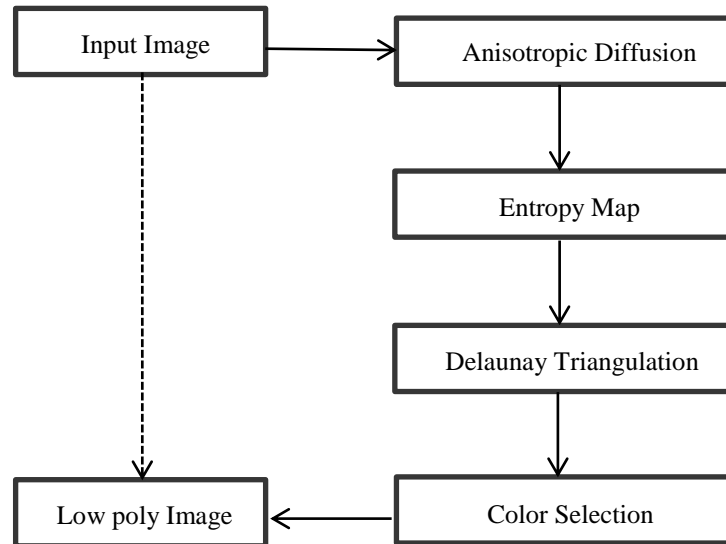 Input Image
Anisotropic Diffusion
Entropy Map
Delaunay Triangulation
Color Selection
Low poly Image